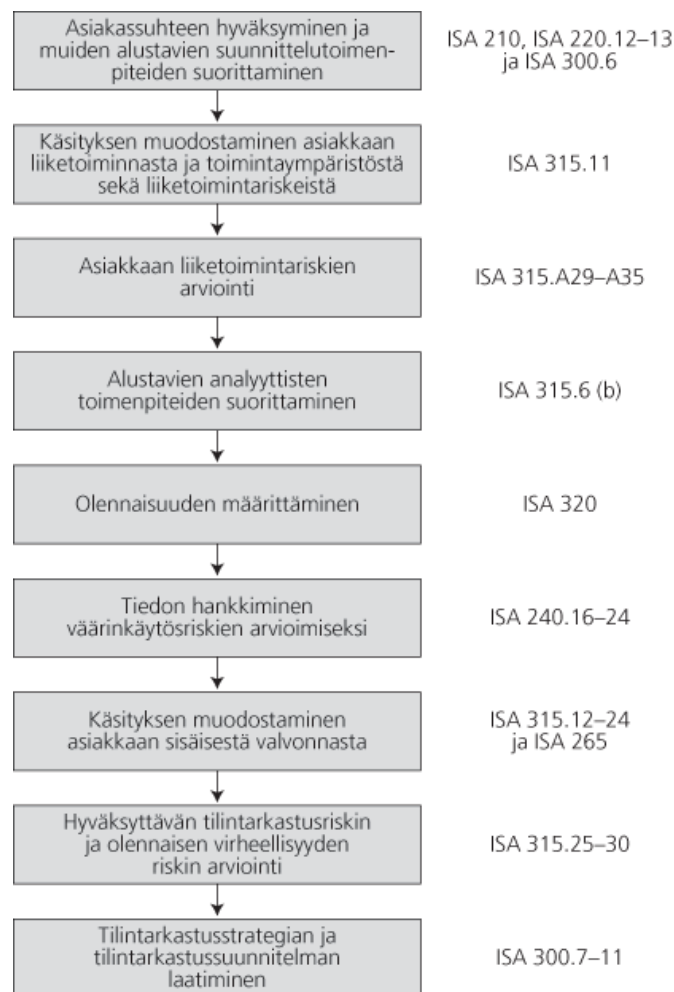 Asiakassuhteen hyväksyminen ja
muiden alustavien suunnittelutoimen-
piteiden suorittaminen
ISA 210, ISA 220.12–13
ja ISA 300.6
Käsityksen muodostaminen asiakkaan
liiketoiminnasta ja toimintaympäristöstä
sekä liiketoimintariskeistä
ISA 315.11
Asiakkaan liiketoimintariskien
arviointi
ISA 315.A29–A35
Alustavien analyyttisten
toimenpiteiden suorittaminen
ISA 315.6 (b)
Olennaisuuden määrittäminen
ISA 320
Tiedon hankkiminen
väärinkäytösriskien arvioimiseksi
ISA 240.16–24
Käsityksen muodostaminen
asiakkaan sisäisestä valvonnasta
ISA 315.12–24
ja ISA 265
Hyväksyttävän tilintarkastusriskin
ja olennaisen virheellisyyden
riskin arviointi
ISA 315.25–30
Tilintarkastusstrategian ja
tilintarkastussuunnitelman
laatiminen
ISA 300.7–11